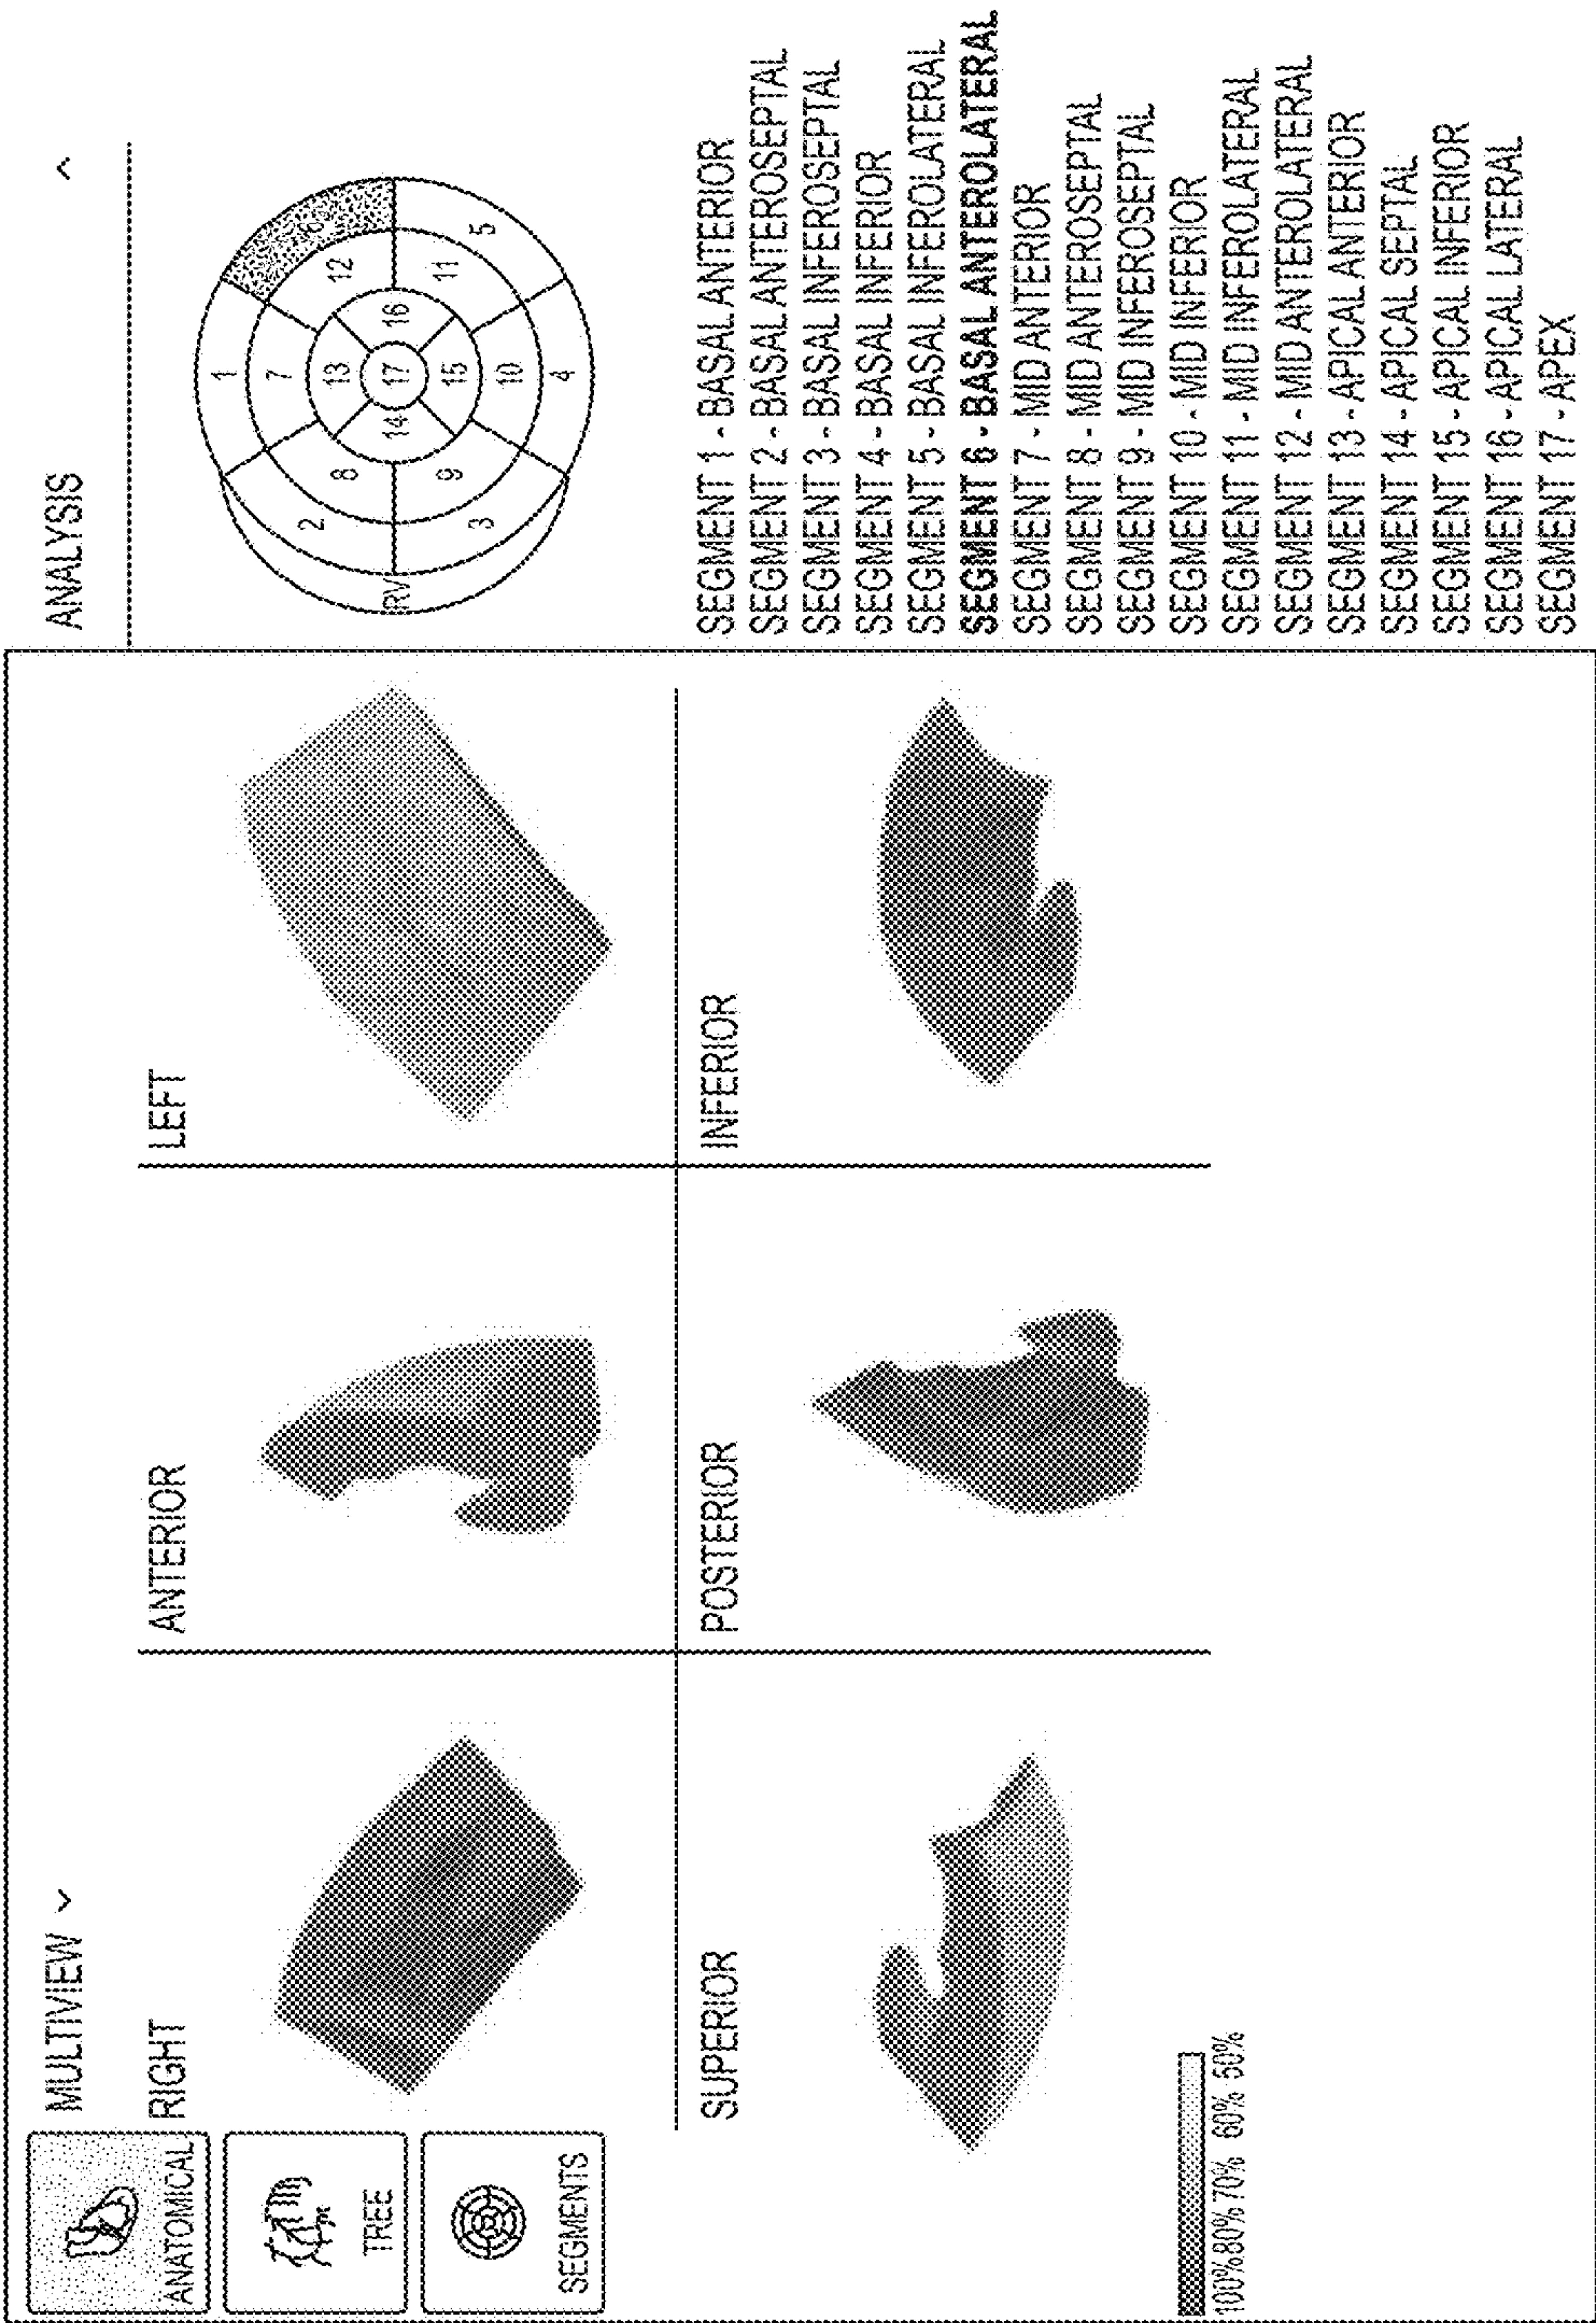 MULTIVIEW
ANALYSIS
ANATOMICAL
TREE
SEGMENTS
RIGHT
ANTERIOR
LEFT
SUPERIOR
POSTERIOR
INFERIOR
100% 80% 70% 60% 50%
1
2
3
4
5
6
7
8
9
10
11
12
13
14
15
16
17
RV
SEGMENT 1 - BASAL ANTERIOR
SEGMENT 2 - BASAL ANTEROSEPTAL
SEGMENT 3 - BASAL INFEROSEPTAL
SEGMENT 4 - BASAL INFERIOR
SEGMENT 5 - BASAL INFEROLATERAL
SEGMENT 6 - BASAL ANTEROLATERAL
SEGMENT 7 - MID ANTERIOR
SEGMENT 8 - MID ANTEROSEPTAL
SEGMENT 9 - MID INFEROSEPTAL
SEGMENT 10 - MID INFERIOR
SEGMENT 11 - MID INFEROLATERAL
SEGMENT 12 - MID ANTEROLATERAL
SEGMENT 13 - APICAL ANTERIOR
SEGMENT 14 - APICAL SEPTAL
SEGMENT 15 - APICAL INFERIOR
SEGMENT 16 - APICAL LATERAL
SEGMENT 17 - APEX